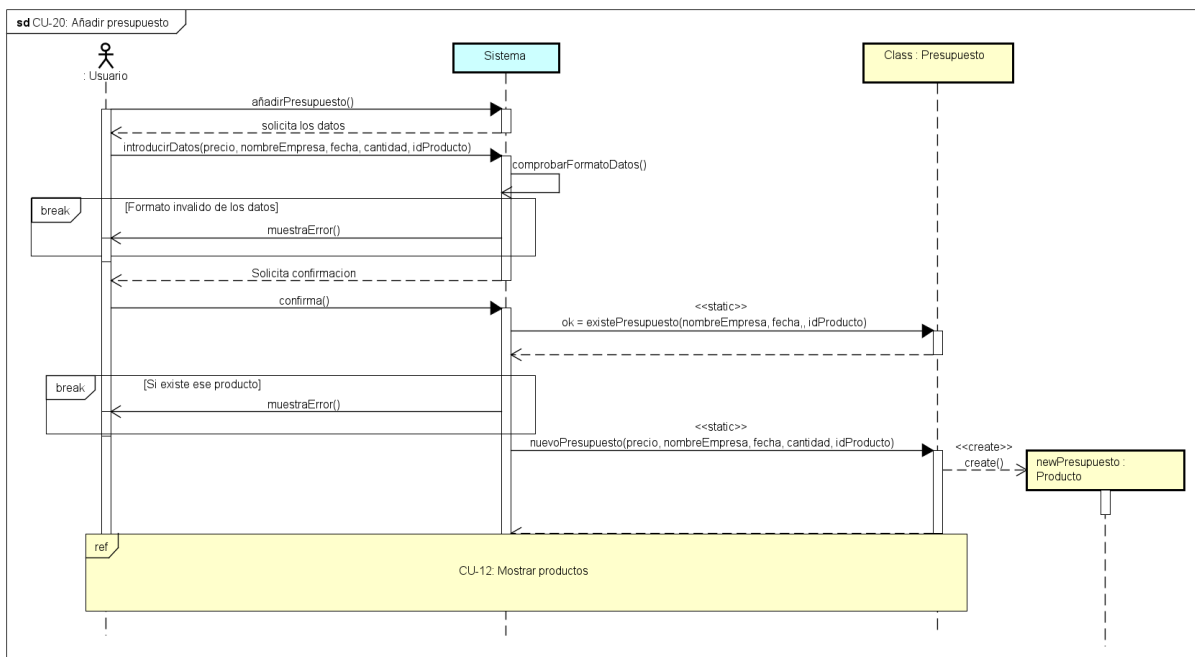 sd CU-20: Añadir presupuesto
: Usuario
Sistema
Class : Presupuesto
añadirPresupuesto()
solicita los datos
introducirDatos(precio, nombreEmpresa, fecha, cantidad, idProducto)
comprobarFormatoDatos()
break
[Formato invalido de los datos]
muestraError()
Solicita confirmacion
confirma()
<<static>>
ok = existePresupuesto(nombreEmpresa, fecha,, idProducto)
break
[Si existe ese producto]
muestraError()
<<static>>
nuevoPresupuesto(precio, nombreEmpresa, fecha, cantidad, idProducto)
<<create>>
create()
newPresupuesto :
Producto
ref
CU-12: Mostrar productos